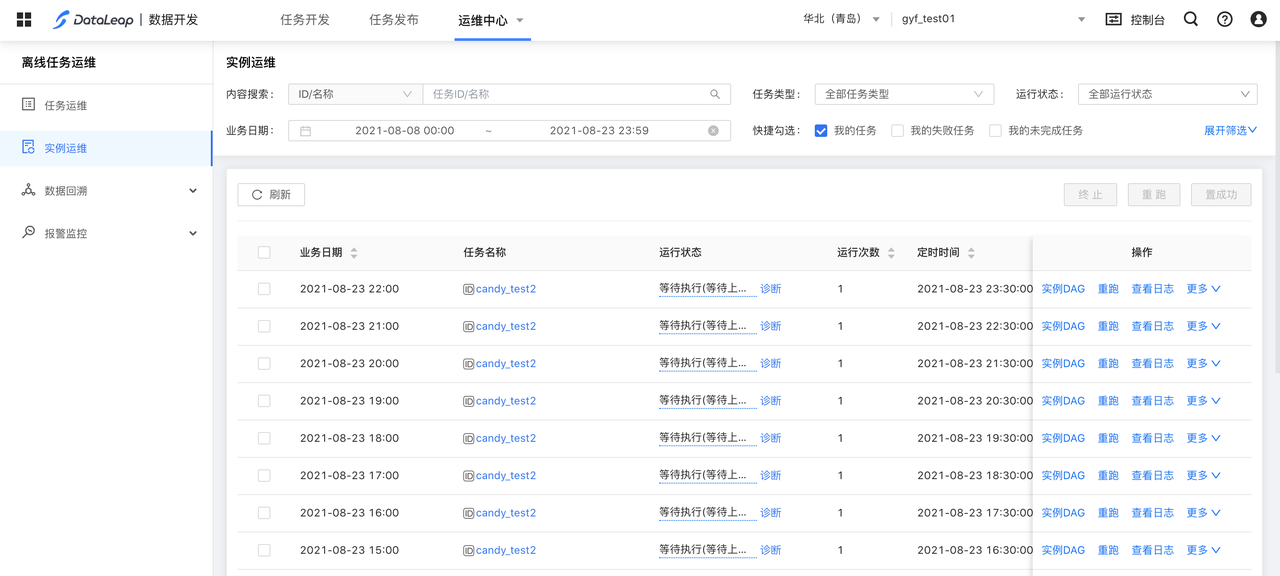 DataLeap | 数据开发 任务开发 任务发布 运维中心 华北（青岛） gyf_test01 控制台
离线任务运维
任务运维
实例运维
数据回溯
报警监控
实例运维
内容搜索： ID/名称 任务ID/名称 任务类型： 全部任务类型 运行状态： 全部运行状态
业务日期： 2021-08-08 00:00 ~ 2021-08-23 23:59 快捷勾选： 我的任务 我的失败任务 我的未完成任务 展开筛选
刷新 终止 重跑 置成功
业务日期 任务名称 运行状态 运行次数 定时时间 操作
2021-08-23 22:00 ID candy_test2 等待执行(等待上... 诊断 1 2021-08-23 23:30:00 实例DAG 重跑 查看日志 更多
2021-08-23 21:00 ID candy_test2 等待执行(等待上... 诊断 1 2021-08-23 22:30:00 实例DAG 重跑 查看日志 更多
2021-08-23 20:00 ID candy_test2 等待执行(等待上... 诊断 1 2021-08-23 21:30:00 实例DAG 重跑 查看日志 更多
2021-08-23 19:00 ID candy_test2 等待执行(等待上... 诊断 1 2021-08-23 20:30:00 实例DAG 重跑 查看日志 更多
2021-08-23 18:00 ID candy_test2 等待执行(等待上... 诊断 1 2021-08-23 19:30:00 实例DAG 重跑 查看日志 更多
2021-08-23 17:00 ID candy_test2 等待执行(等待上... 诊断 1 2021-08-23 18:30:00 实例DAG 重跑 查看日志 更多
2021-08-23 16:00 ID candy_test2 等待执行(等待上... 诊断 1 2021-08-23 17:30:00 实例DAG 重跑 查看日志 更多
2021-08-23 15:00 ID candy_test2 等待执行(等待上... 诊断 1 2021-08-23 16:30:00 实例DAG 重跑 查看日志 更多